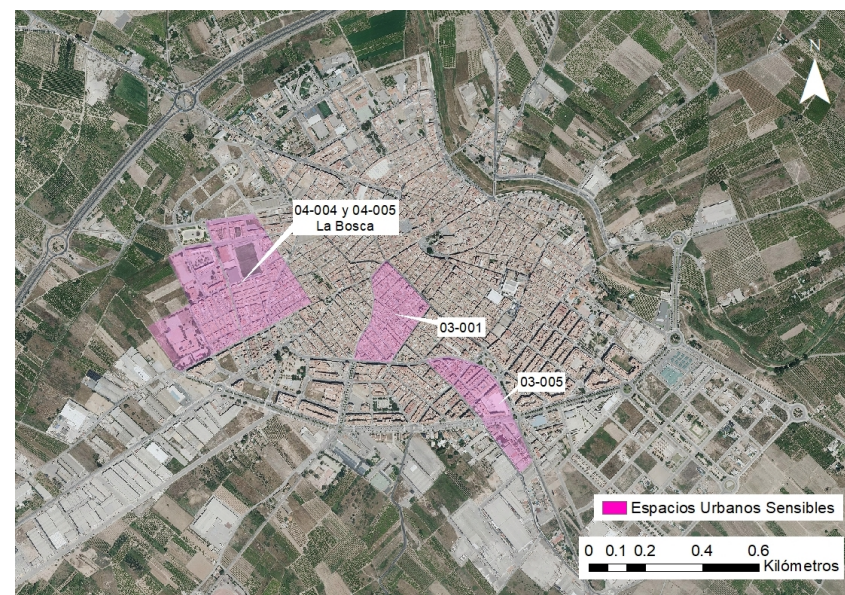 N
04-004 y 04-005
La Bosca
03-001
03-005
Espacios Urbanos Sensibles
0 0.1 0.2 0.4 0.6
Kilómetros